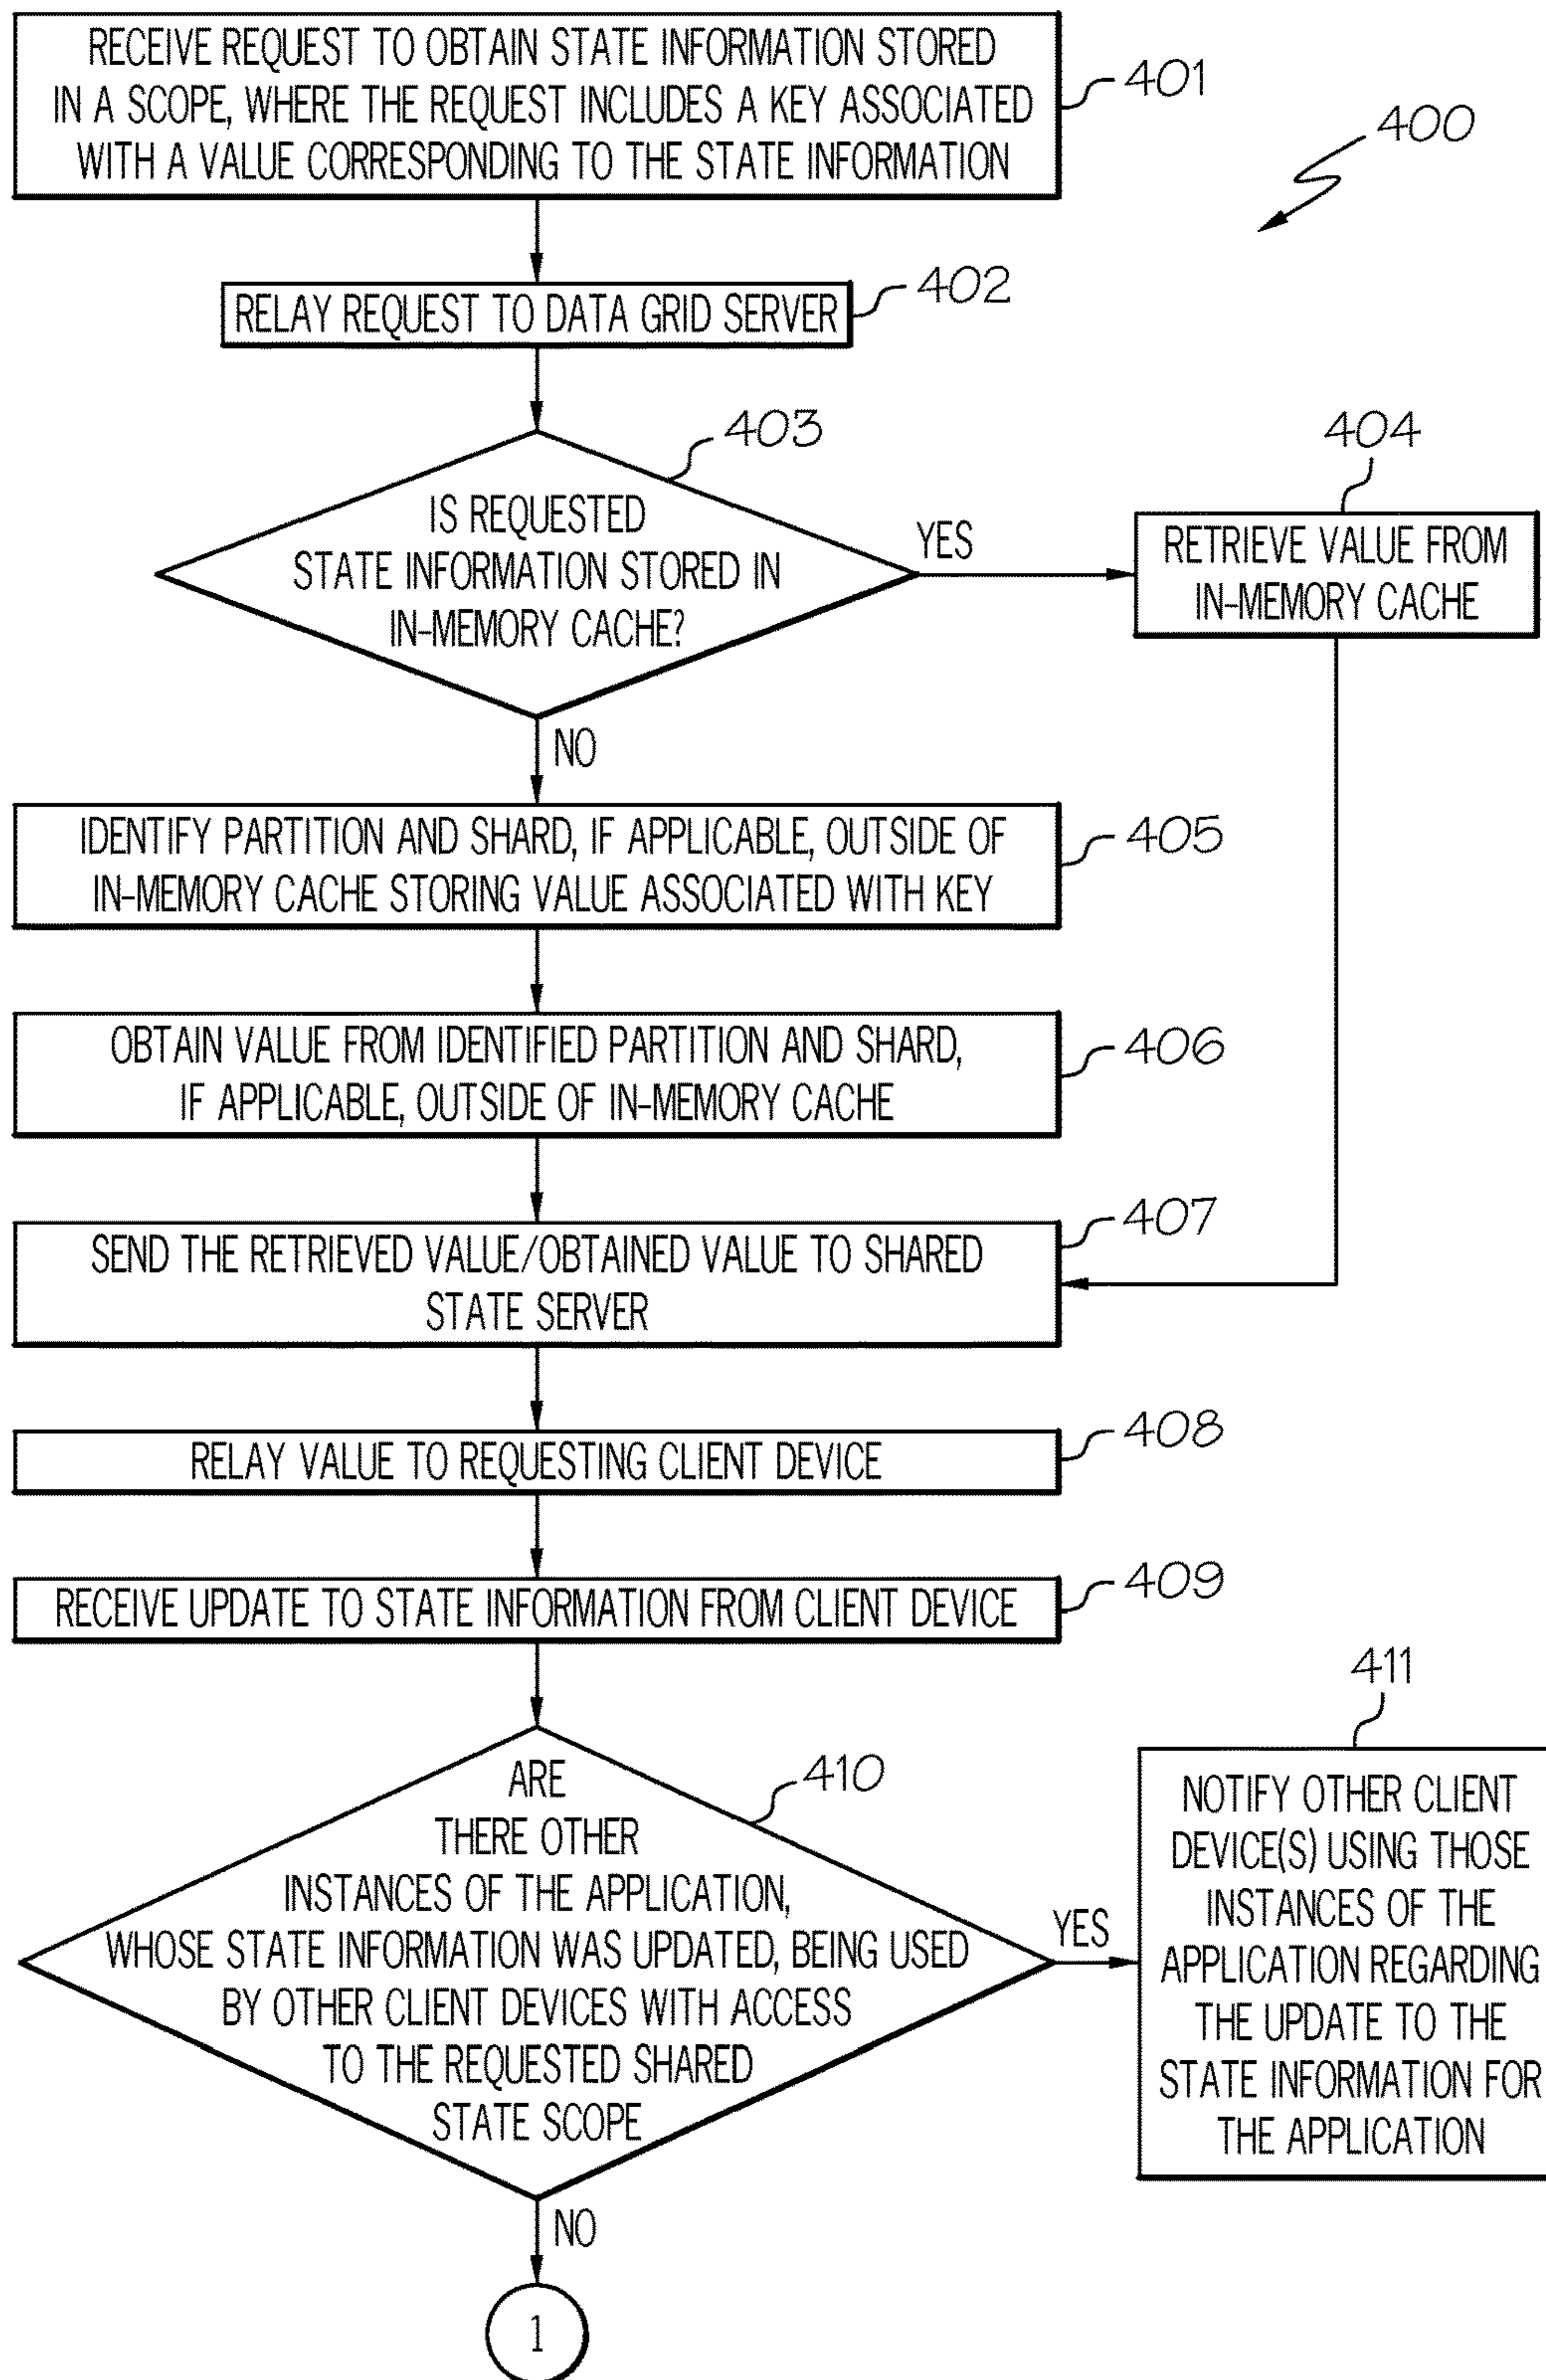 RECEIVE REQUEST TO OBTAIN STATE INFORMATION STORED
IN A SCOPE, WHERE THE REQUEST INCLUDES A KEY ASSOCIATED
WITH A VALUE CORRESPONDING TO THE STATE INFORMATION
401
400
RELAY REQUEST TO DATA GRID SERVER
402
403
IS REQUESTED
STATE INFORMATION STORED IN
IN-MEMORY CACHE?
YES
404
RETRIEVE VALUE FROM
IN-MEMORY CACHE
NO
IDENTIFY PARTITION AND SHARD, IF APPLICABLE, OUTSIDE OF
IN-MEMORY CACHE STORING VALUE ASSOCIATED WITH KEY
405
OBTAIN VALUE FROM IDENTIFIED PARTITION AND SHARD,
IF APPLICABLE, OUTSIDE OF IN-MEMORY CACHE
406
SEND THE RETRIEVED VALUE/OBTAINED VALUE TO SHARED
STATE SERVER
407
RELAY VALUE TO REQUESTING CLIENT DEVICE
408
RECEIVE UPDATE TO STATE INFORMATION FROM CLIENT DEVICE
409
410
ARE
THERE OTHER
INSTANCES OF THE APPLICATION,
WHOSE STATE INFORMATION WAS UPDATED, BEING USED
BY OTHER CLIENT DEVICES WITH ACCESS
TO THE REQUESTED SHARED
STATE SCOPE
YES
411
NOTIFY OTHER CLIENT
DEVICE(S) USING THOSE
INSTANCES OF THE
APPLICATION REGARDING
THE UPDATE TO THE
STATE INFORMATION FOR
THE APPLICATION
NO
1